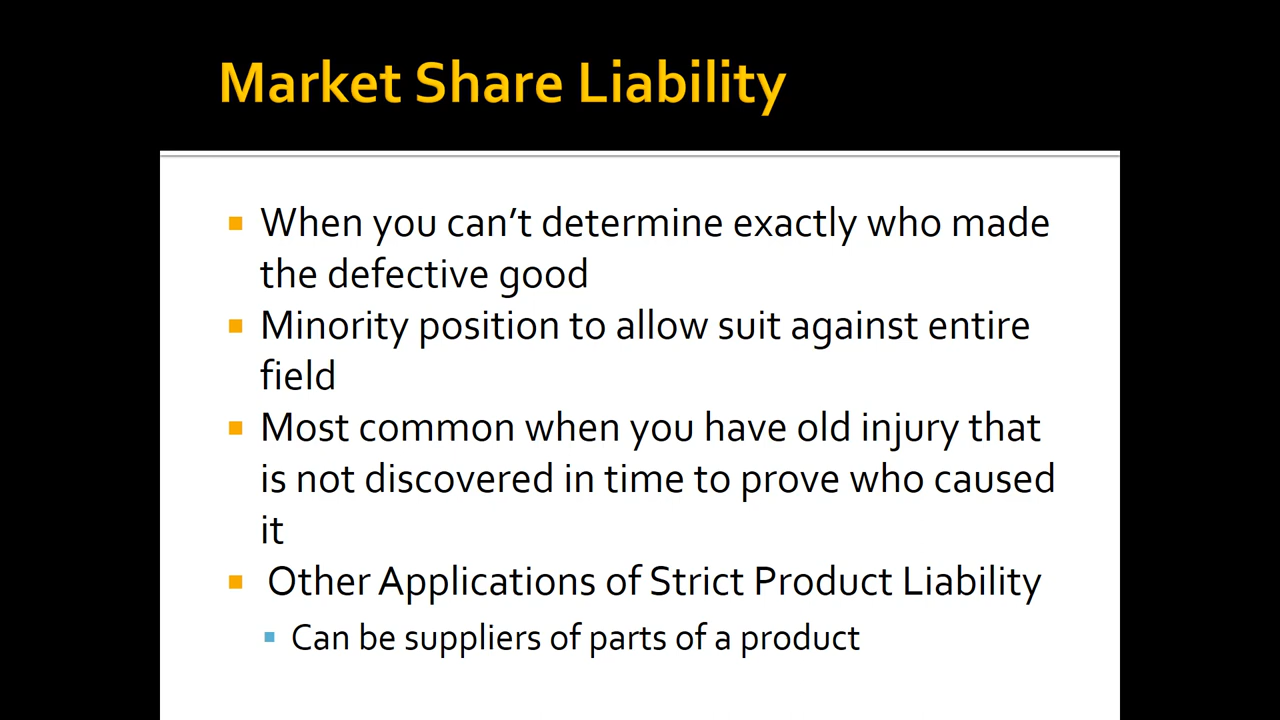 Market Share Liability
When you can’t determine exactly who made
the defective good
Minority position to allow suit against entire
field
Most common when you have old injury that
is not discovered in time to prove who caused
it
Other Applications of Strict Product Liability
Can be suppliers of parts of a product